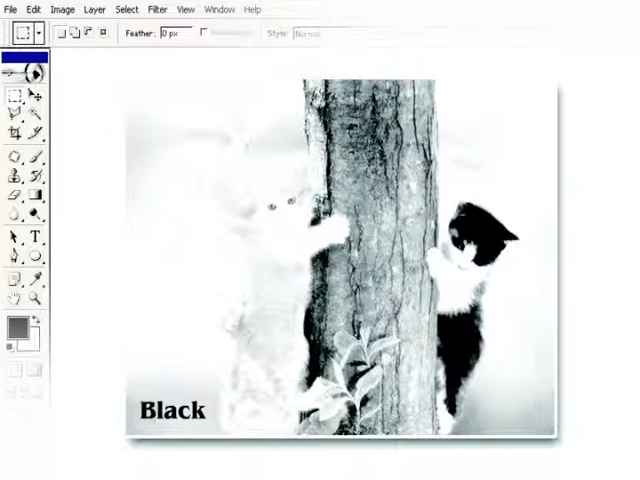 File Edit Image Layer Select Filter View Window Help
Feather: 0 px Style: Normal
Black